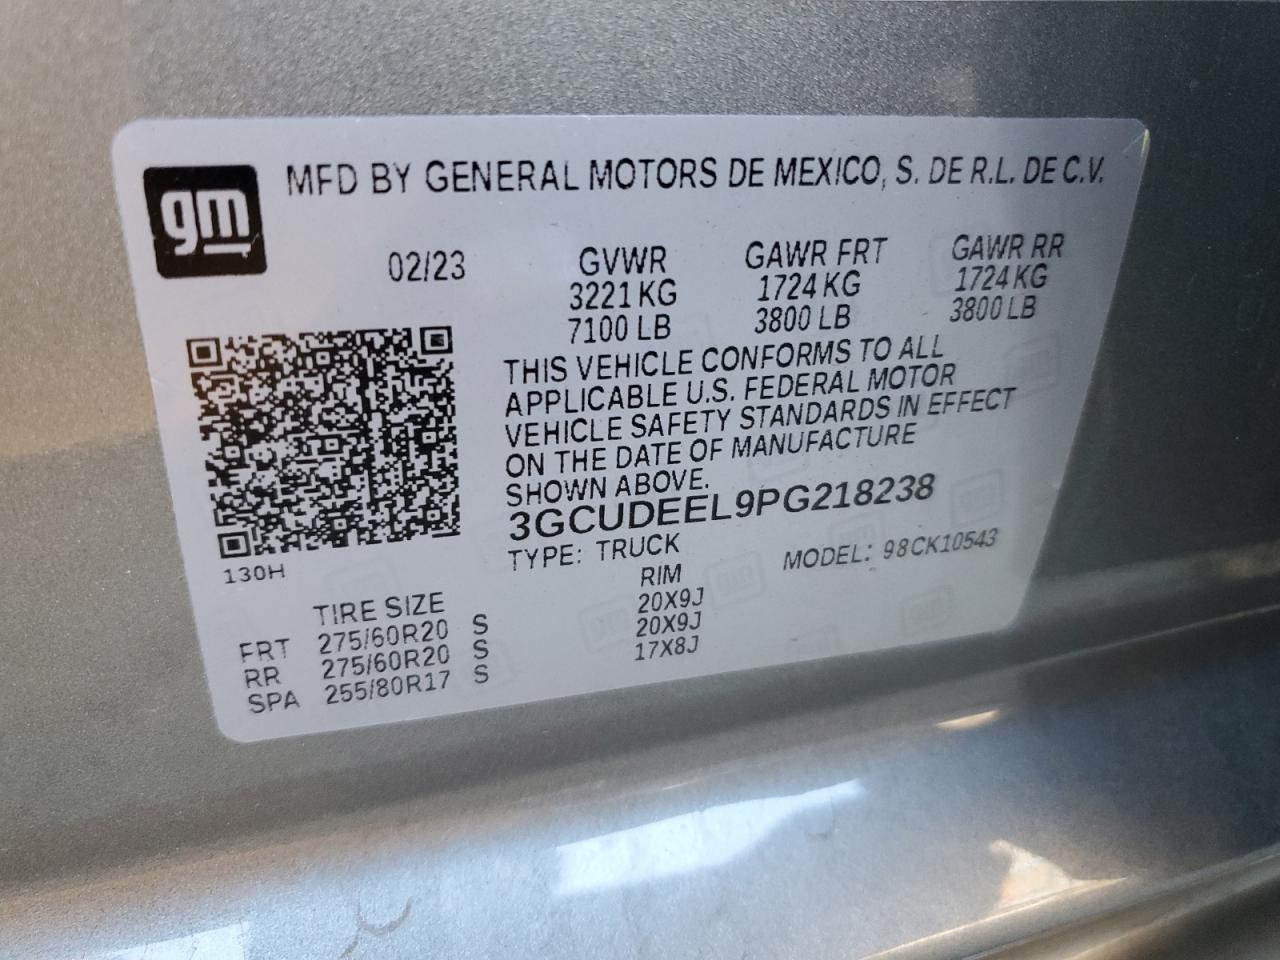 gm
MFD BY GENERAL MOTORS DE MEXICO, S. DE R.L. DE C.V.
02/23 GVWR GAWR FRT GAWR RR
3221 KG 1724 KG 1724 KG
7100 LB 3800 LB 3800 LB
THIS VEHICLE CONFORMS TO ALL
APPLICABLE U.S. FEDERAL MOTOR
VEHICLE SAFETY STANDARDS IN EFFECT
ON THE DATE OF MANUFACTURE
SHOWN ABOVE.
3GCUDEEL9PG218238
TYPE: TRUCK MODEL: 98CK10543
130H
TIRE SIZE RIM
FRT 275/60R20 S 20X9J
RR 275/60R20 S 20X9J
SPA 255/80R17 S 17X8J